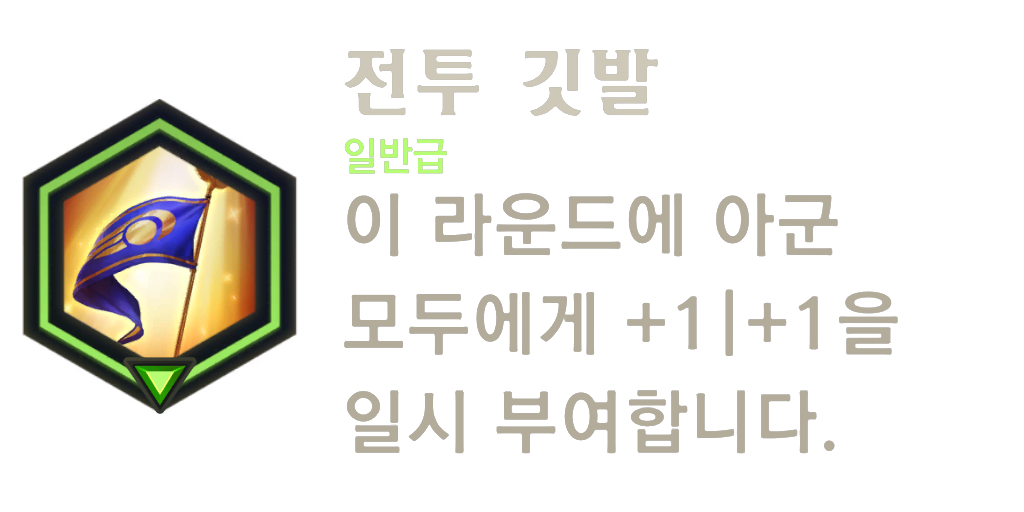 전투 깃발
일반급
이 라운드에 아군
모두에게 +1|+1을
일시 부여합니다.